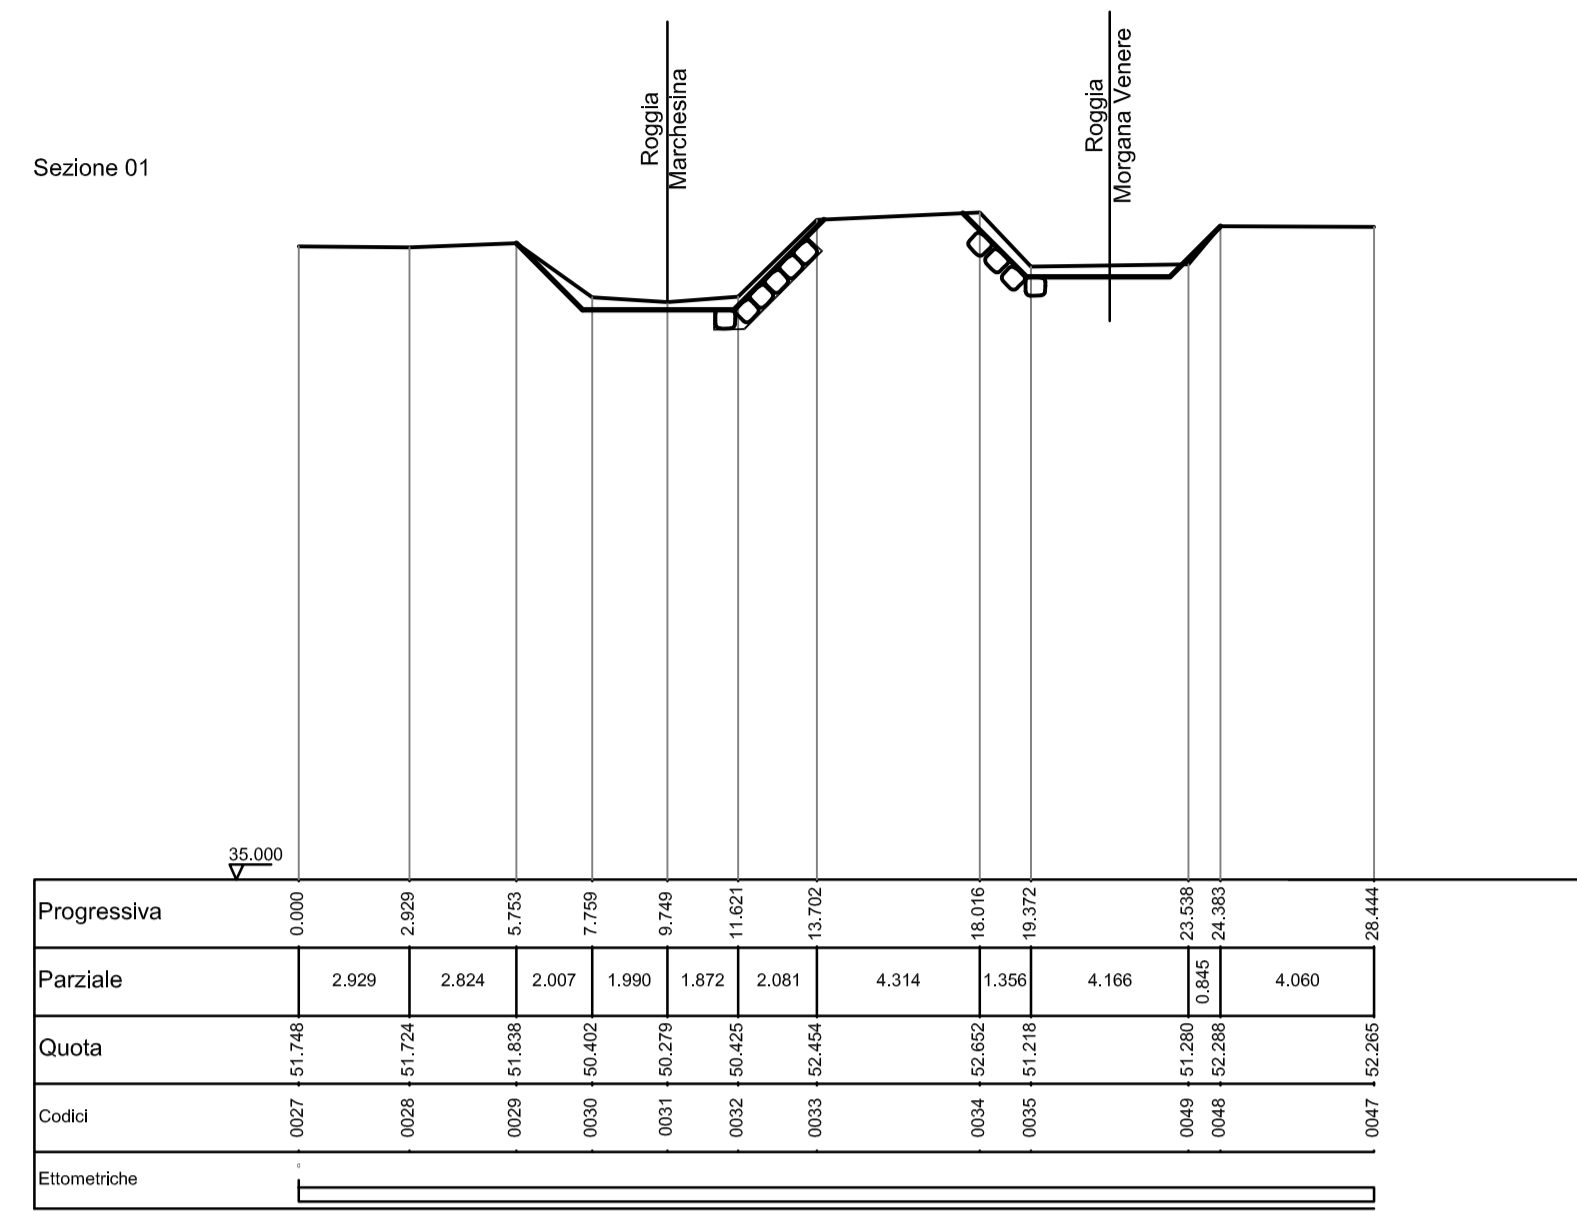 Roggia
Marchesina
Roggia
Morgana Venere
Sezione 01
35.000
Progressiva 0.000 2.929 5.753 7.759 9.749 11.621 13.702 18.016 19.372 23.538 24.383 28.444
Parziale 2.929 2.824 2.007 1.990 1.872 2.081 4.314 1.356 4.166 0.845 4.060
Quota 51.748 51.724 51.838 50.402 50.279 50.425 52.454 52.652 51.218 51.280 52.288 52.265
Codici 0027 0028 0029 0030 0031 0032 0033 0034 0035 0049 0048 0047
Ettometriche